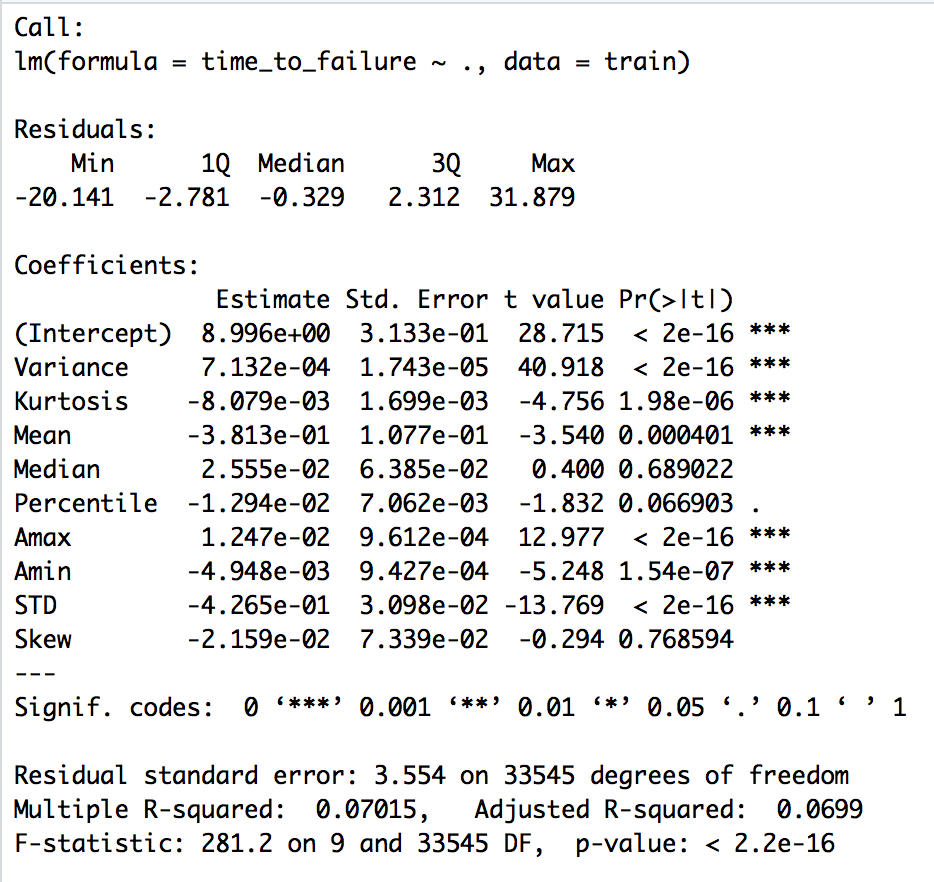 Call:
lm(formula = time_to_failure ~ ., data = train)
Residuals:
    Min      1Q  Median      3Q     Max
-20.141  -2.781  -0.329   2.312  31.879
Coefficients:
              Estimate Std. Error t value Pr(>|t|)
(Intercept)  8.996e+00  3.133e-01  28.715  < 2e-16 ***
Variance     7.132e-04  1.743e-05  40.918  < 2e-16 ***
Kurtosis    -8.079e-03  1.699e-03  -4.756 1.98e-06 ***
Mean        -3.813e-01  1.077e-01  -3.540 0.000401 ***
Median       2.555e-02  6.385e-02   0.400 0.689022
Percentile  -1.294e-02  7.062e-03  -1.832 0.066903 .
Amax         1.247e-02  9.612e-04  12.977  < 2e-16 ***
Amin        -4.948e-03  9.427e-04  -5.248 1.54e-07 ***
STD         -4.265e-01  3.098e-02 -13.769  < 2e-16 ***
Skew        -2.159e-02  7.339e-02  -0.294 0.768594
---
Signif. codes:  0 ‘***’ 0.001 ‘**’ 0.01 ‘*’ 0.05 ‘.’ 0.1 ‘ ’ 1
Residual standard error: 3.554 on 33545 degrees of freedom
Multiple R-squared:  0.07015,	Adjusted R-squared:  0.0699
F-statistic: 281.2 on 9 and 33545 DF,  p-value: < 2.2e-16